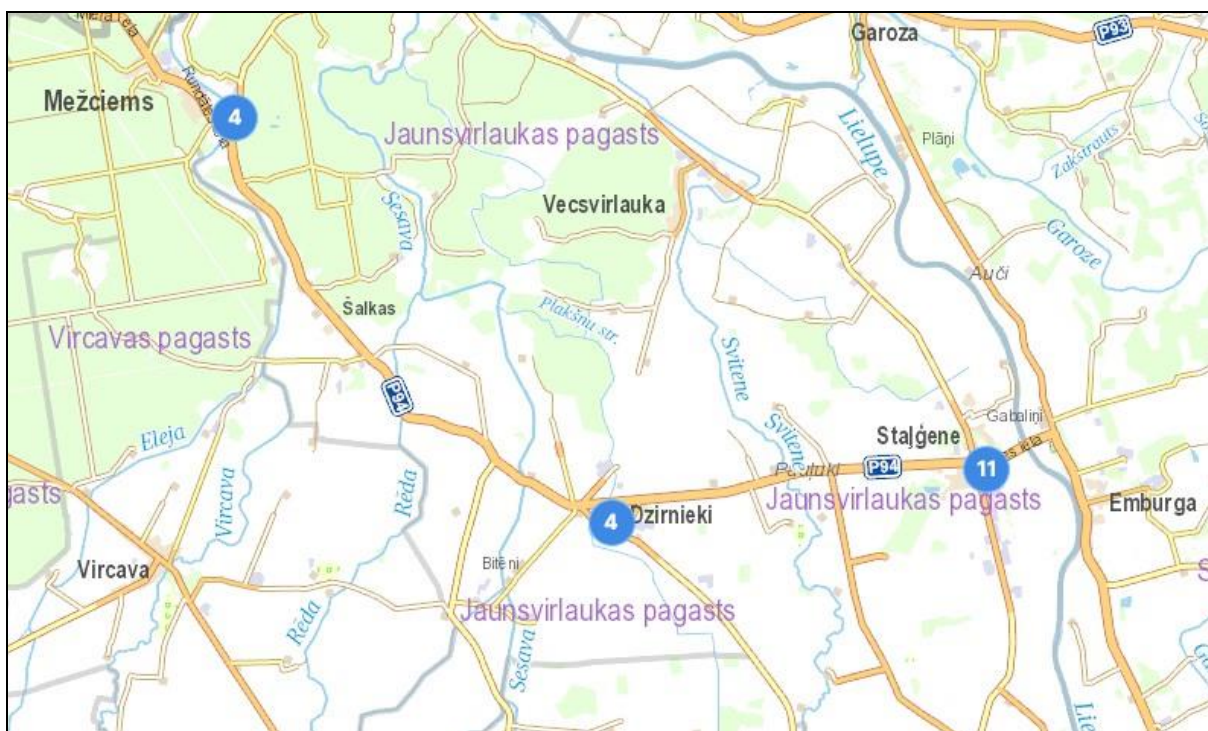 Garoza
P93
Mežciems
4
Jaunsvirlaukas pagasts
Lielupe
Plāņi
Zakstrauts
Vecsvirlauka
Sesava
Garoze
Auči
Šalkas
Plakšņu str.
Vircavas pagasts
Svitene
P94
Gabaliņi
Eleja
Staļģene
Svitene
P94
11
Vircava
Rēda
Jaunsvirlaukas pagasts
Emburga
4
Dzirnieki
Vircava
Bitēni
Jaunsvirlaukas pagasts
Rēda
Sesava